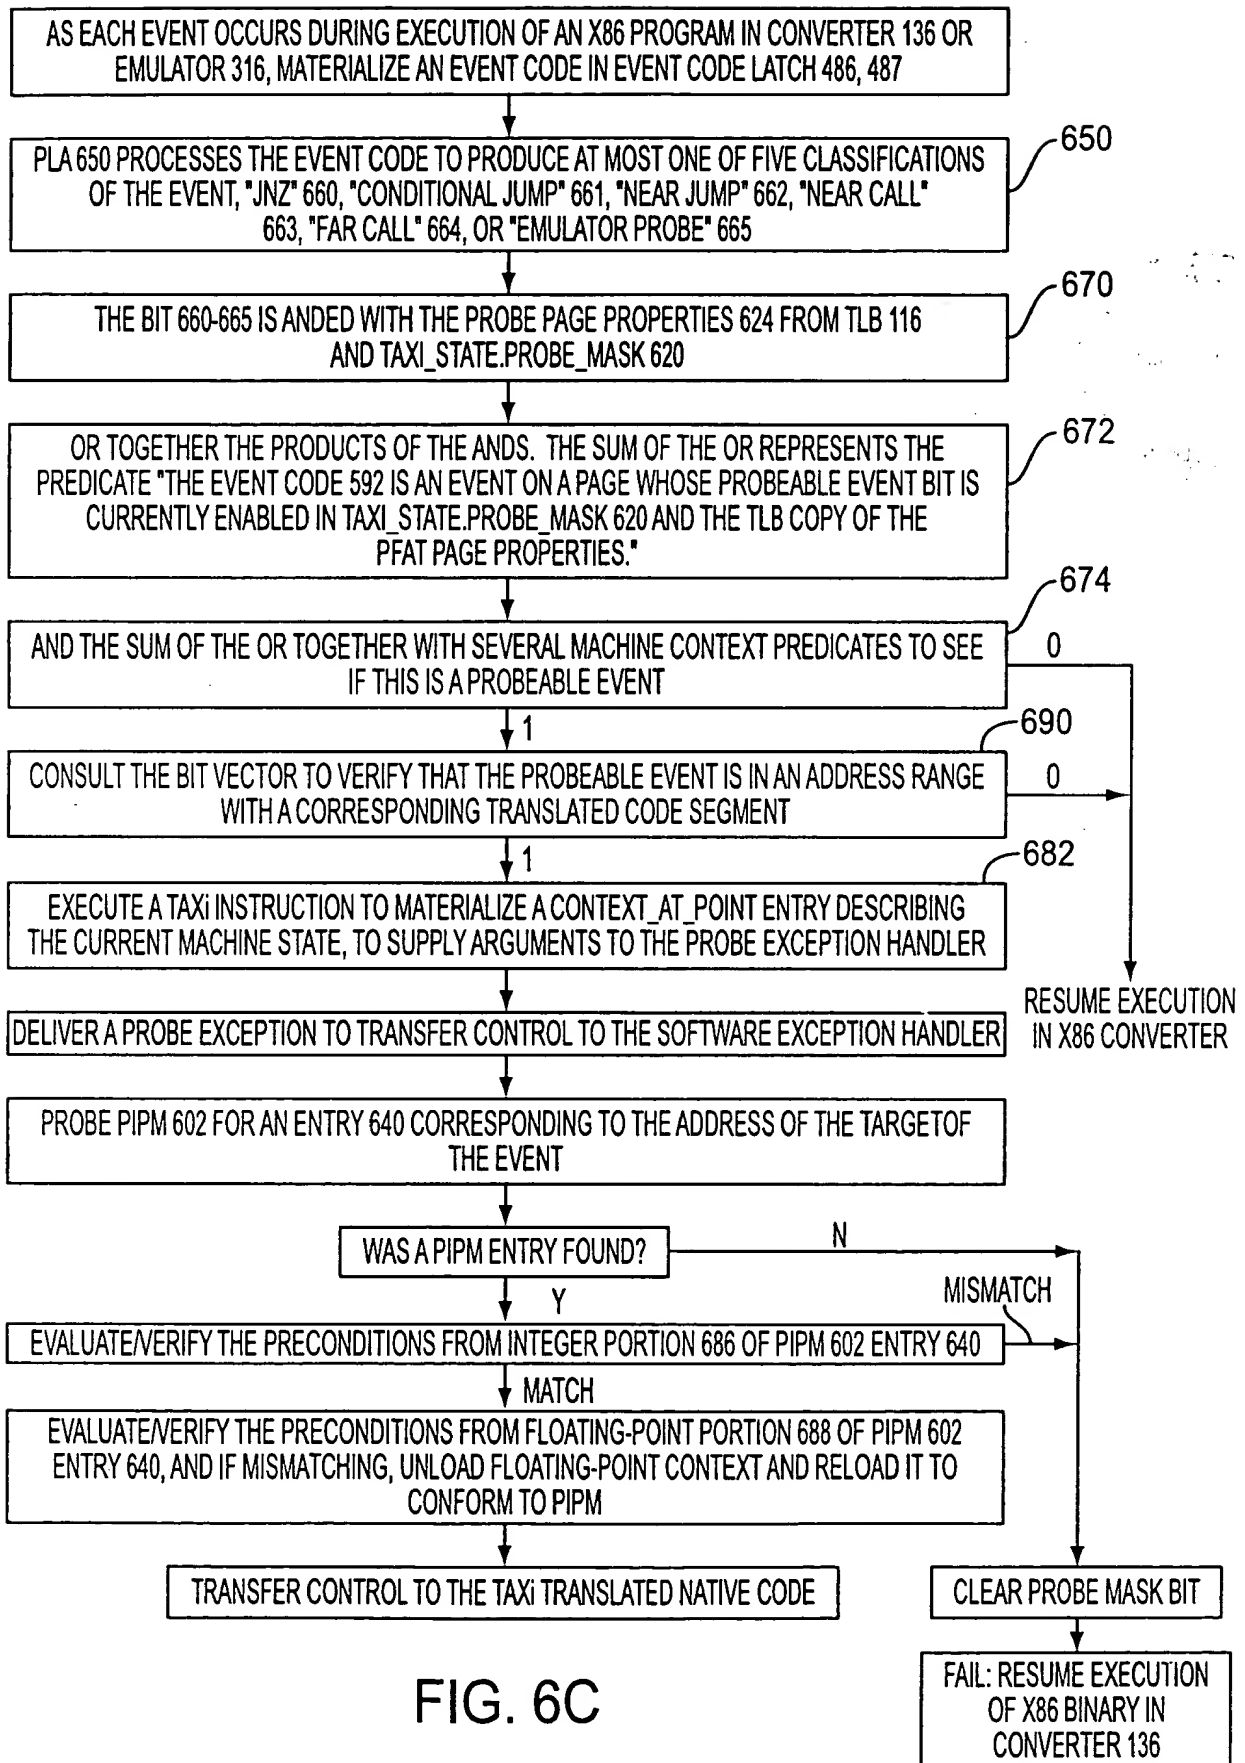 AS EACH EVENT OCCURS DURING EXECUTION OF AN X86 PROGRAM IN CONVERTER 136 OR
EMULATOR 316, MATERIALIZE AN EVENT CODE IN EVENT CODE LATCH 486, 487
650
PLA 650 PROCESSES THE EVENT CODE TO PRODUCE AT MOST ONE OF FIVE CLASSIFICATIONS
OF THE EVENT, "JNZ" 660, "CONDITIONAL JUMP" 661, "NEAR JUMP" 662, "NEAR CALL"
663, "FAR CALL" 664, OR "EMULATOR PROBE" 665
670
THE BIT 660-665 IS ANDED WITH THE PROBE PAGE PROPERTIES 624 FROM TLB 116
AND TAXI_STATE.PROBE_MASK 620
672
OR TOGETHER THE PRODUCTS OF THE ANDS. THE SUM OF THE OR REPRESENTS THE
PREDICATE "THE EVENT CODE 592 IS AN EVENT ON A PAGE WHOSE PROBEABLE EVENT BIT IS
CURRENTLY ENABLED IN TAXI_STATE.PROBE_MASK 620 AND THE TLB COPY OF THE
PFAT PAGE PROPERTIES."
674
AND THE SUM OF THE OR TOGETHER WITH SEVERAL MACHINE CONTEXT PREDICATES TO SEE
IF THIS IS A PROBEABLE EVENT
0
1
690
CONSULT THE BIT VECTOR TO VERIFY THAT THE PROBEABLE EVENT IS IN AN ADDRESS RANGE
WITH A CORRESPONDING TRANSLATED CODE SEGMENT
0
1
682
EXECUTE A TAXi INSTRUCTION TO MATERIALIZE A CONTEXT_AT_POINT ENTRY DESCRIBING
THE CURRENT MACHINE STATE, TO SUPPLY ARGUMENTS TO THE PROBE EXCEPTION HANDLER
RESUME EXECUTION
IN X86 CONVERTER
DELIVER A PROBE EXCEPTION TO TRANSFER CONTROL TO THE SOFTWARE EXCEPTION HANDLER
PROBE PIPM 602 FOR AN ENTRY 640 CORRESPONDING TO THE ADDRESS OF THE TARGETOF
THE EVENT
WAS A PIPM ENTRY FOUND?
N
Y
MISMATCH
EVALUATE/VERIFY THE PRECONDITIONS FROM INTEGER PORTION 686 OF PIPM 602 ENTRY 640
MATCH
EVALUATE/VERIFY THE PRECONDITIONS FROM FLOATING-POINT PORTION 688 OF PIPM 602
ENTRY 640, AND IF MISMATCHING, UNLOAD FLOATING-POINT CONTEXT AND RELOAD IT TO
CONFORM TO PIPM
TRANSFER CONTROL TO THE TAXi TRANSLATED NATIVE CODE
CLEAR PROBE MASK BIT
FAIL: RESUME EXECUTION
OF X86 BINARY IN
CONVERTER 136
FIG. 6C